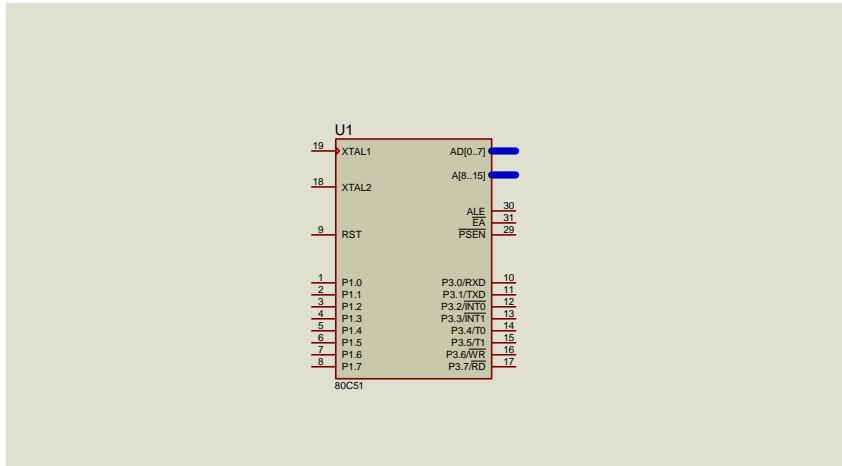 U1
19 XTAL1 AD[0..7]
A[8..15]
18 XTAL2
ALE 30
EA 31
9 RST PSEN 29
1 P1.0 P3.0/RXD 10
2 P1.1 P3.1/TXD 11
3 P1.2 P3.2/INT0 12
4 P1.3 P3.3/INT1 13
5 P1.4 P3.4/T0 14
6 P1.5 P3.5/T1 15
7 P1.6 P3.6/WR 16
8 P1.7 P3.7/RD 17
80C51